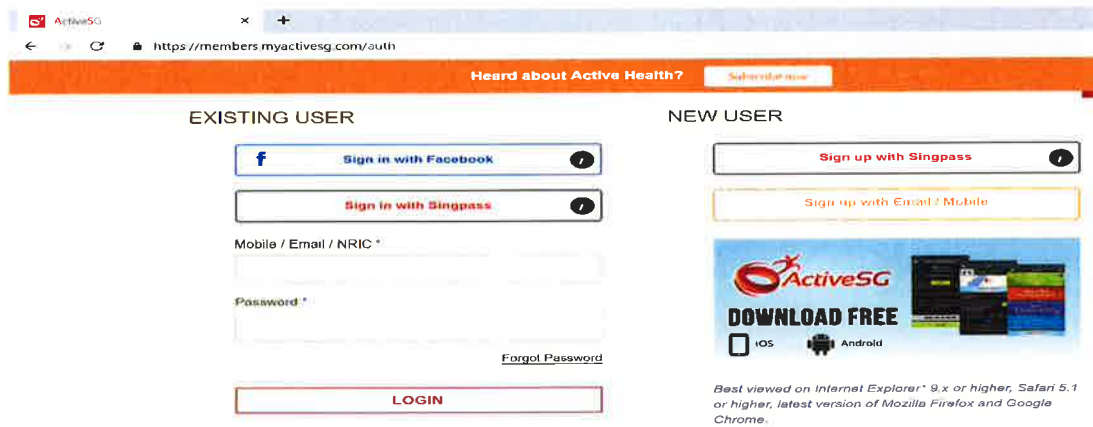 ActiveSG
https://members.myactivesg.com/auth
Heard about Active Health? Subscribe now
EXISTING USER
f Sign in with Facebook i
Sign in with Singpass i
Mobile / Email / NRIC *
Password *
Forgot Password
LOGIN
NEW USER
Sign up with Singpass i
Sign up with Email / Mobile
ActiveSG
DOWNLOAD FREE
iOS Android
Best viewed on Internet Explorer* 9.x or higher, Safari 5.1
or higher, latest version of Mozilla Firefox and Google
Chrome.